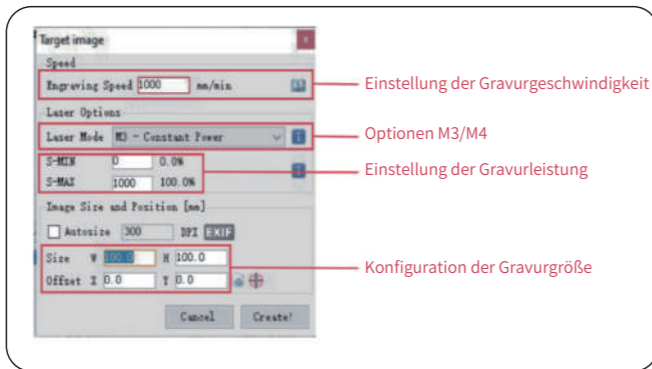 Target image
Speed
Engraving Speed 1000 mm/min
Einstellung der Gravurgeschwindigkeit
Laser Options
Laser Mode M3 - Constant Power
Optionen M3/M4
S-MIN 0 0.0%
S-MAX 1000 100.0%
Einstellung der Gravurleistung
Image Size and Position [mm]
Autosize 300 DPI EXIF
Size W 100.0 H 100.0
Offset X 0.0 Y 0.0
Konfiguration der Gravurgröße
Cancel Create!